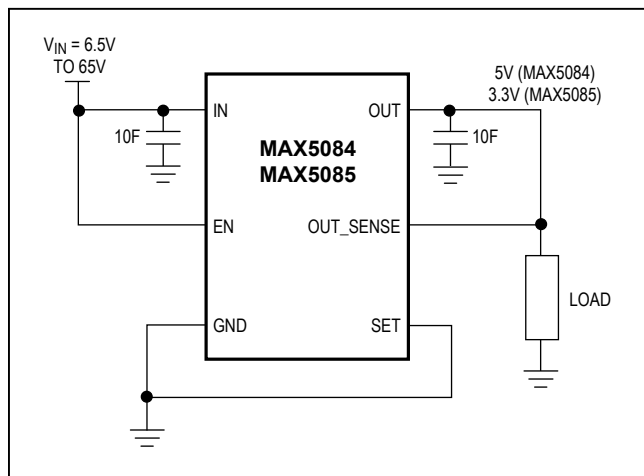 VIN = 6.5V
TO 65V
5V (MAX5084)
3.3V (MAX5085)
IN
OUT
10F
10F
MAX5084
MAX5085
EN
OUT_SENSE
LOAD
GND
SET